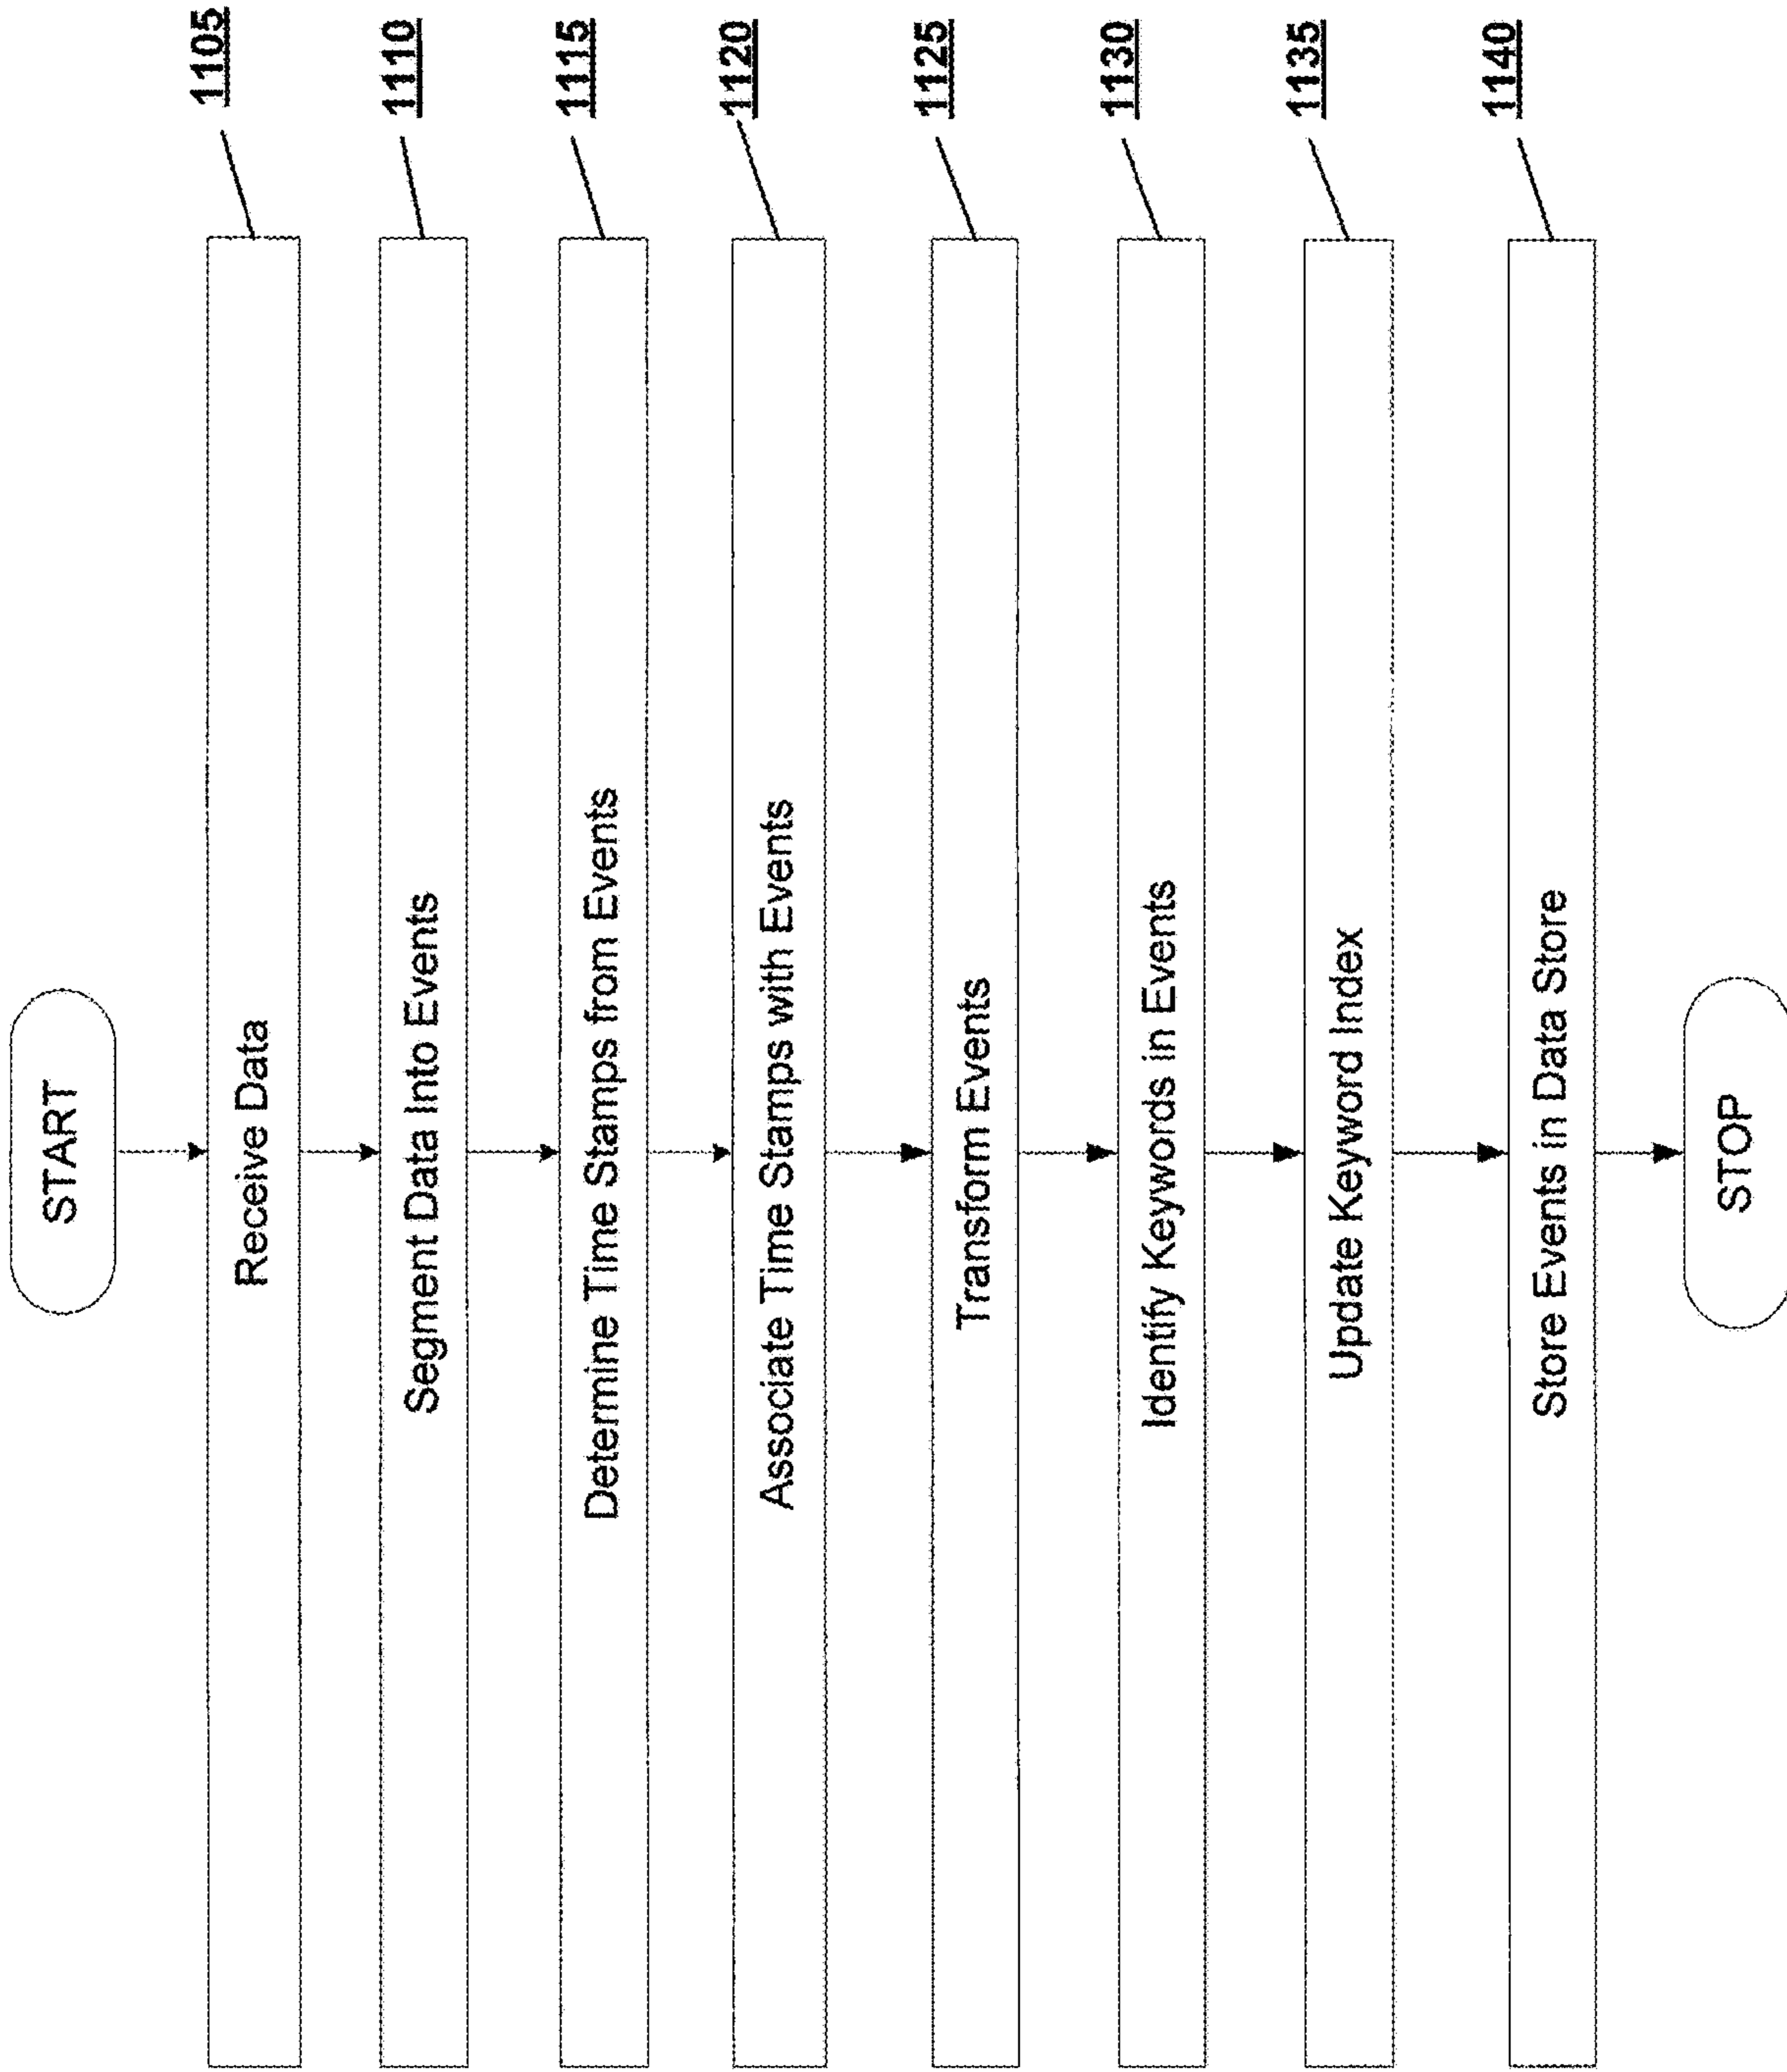 START
Receive Data
1105
Segment Data Into Events
1110
Determine Time Stamps from Events
1115
Associate Time Stamps with Events
1120
Transform Events
1125
Identify Keywords in Events
1130
Update Keyword Index
1135
Store Events in Data Store
1140
STOP